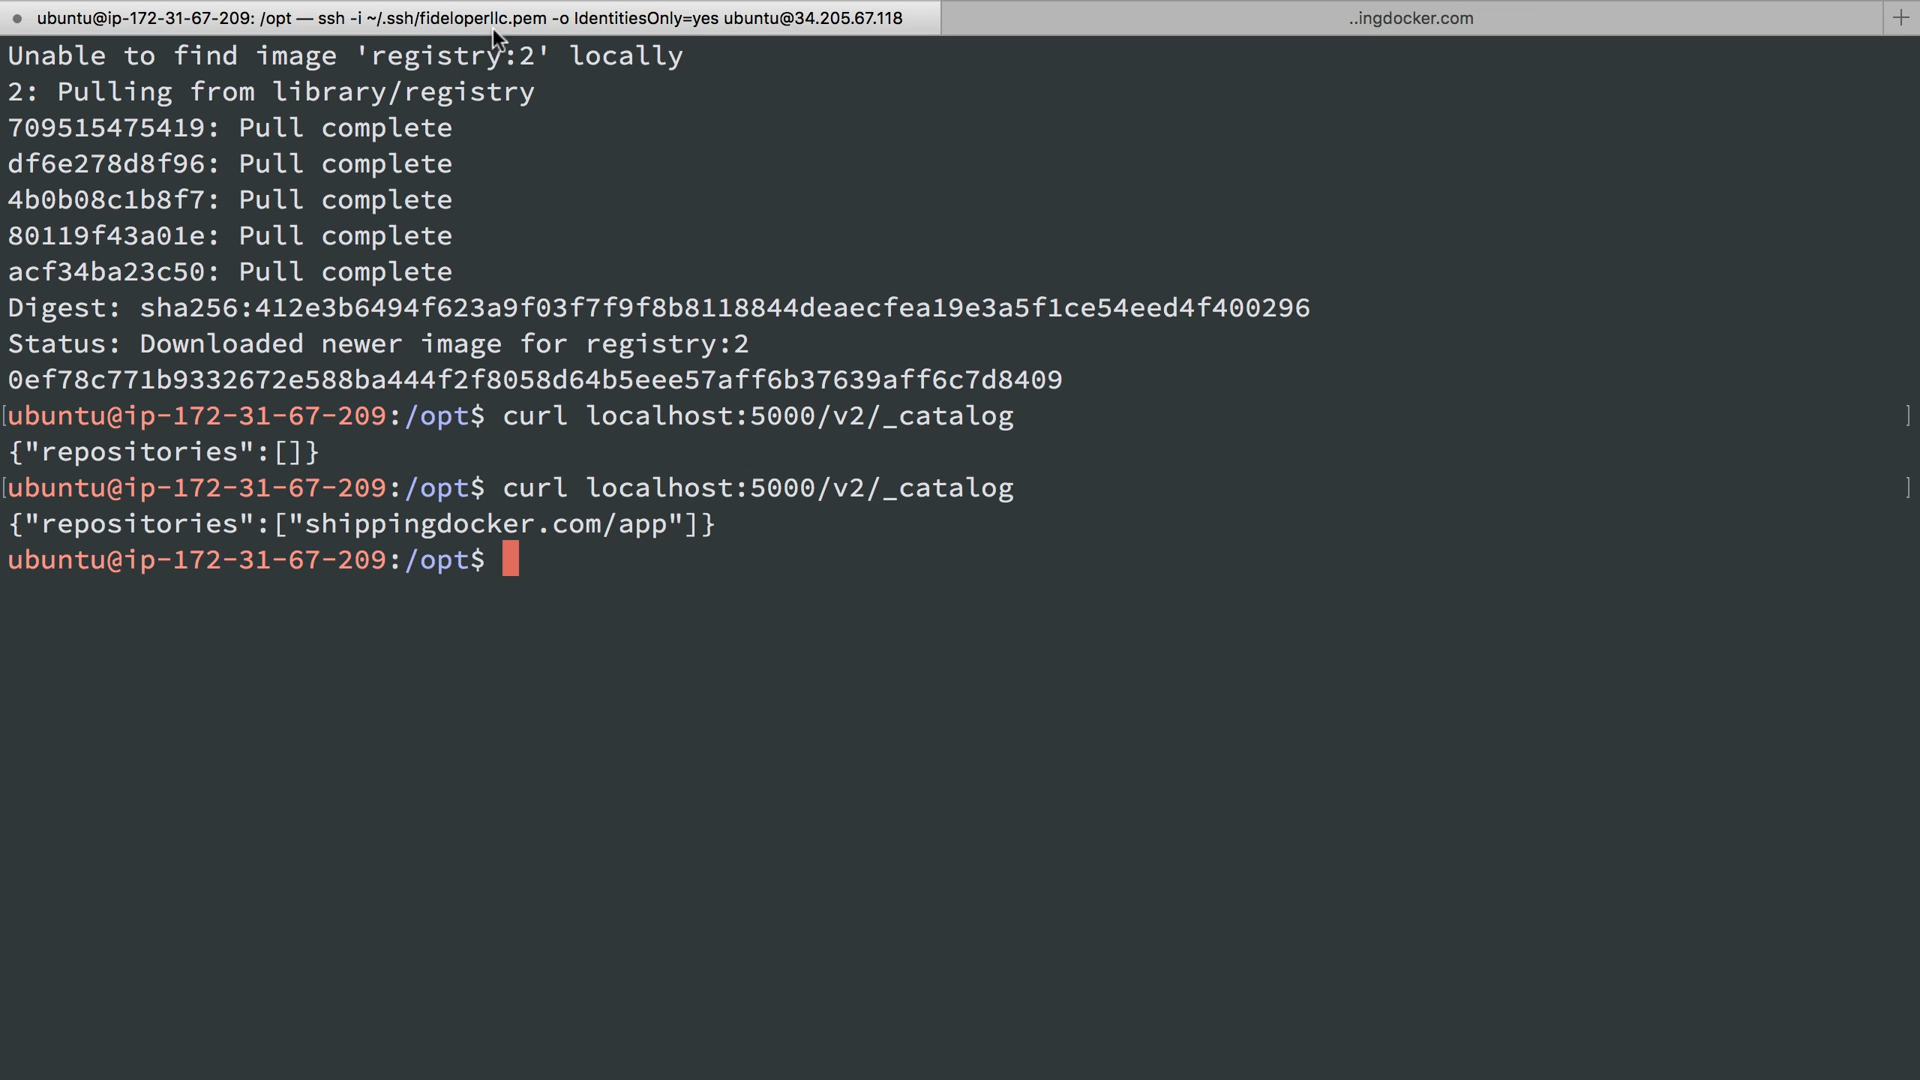 ubuntu@ip-172-31-67-209: /opt — ssh -i ~/.ssh/fideloperllc.pem -o IdentitiesOnly=yes ubuntu@34.205.67.118
..ingdocker.com
Unable to find image 'registry:2' locally
2: Pulling from library/registry
709515475419: Pull complete
df6e278d8f96: Pull complete
4b0b08c1b8f7: Pull complete
80119f43a01e: Pull complete
acf34ba23c50: Pull complete
Digest: sha256:412e3b6494f623a9f03f7f9f8b8118844deaecfea19e3a5f1ce54eed4f400296
Status: Downloaded newer image for registry:2
0ef78c771b9332672e588ba444f2f8058d64b5eee57aff6b37639aff6c7d8409
[ubuntu@ip-172-31-67-209:/opt$ curl localhost:5000/v2/_catalog ]
{"repositories":[]}
[ubuntu@ip-172-31-67-209:/opt$ curl localhost:5000/v2/_catalog ]
{"repositories":["shippingdocker.com/app"]}
ubuntu@ip-172-31-67-209:/opt$